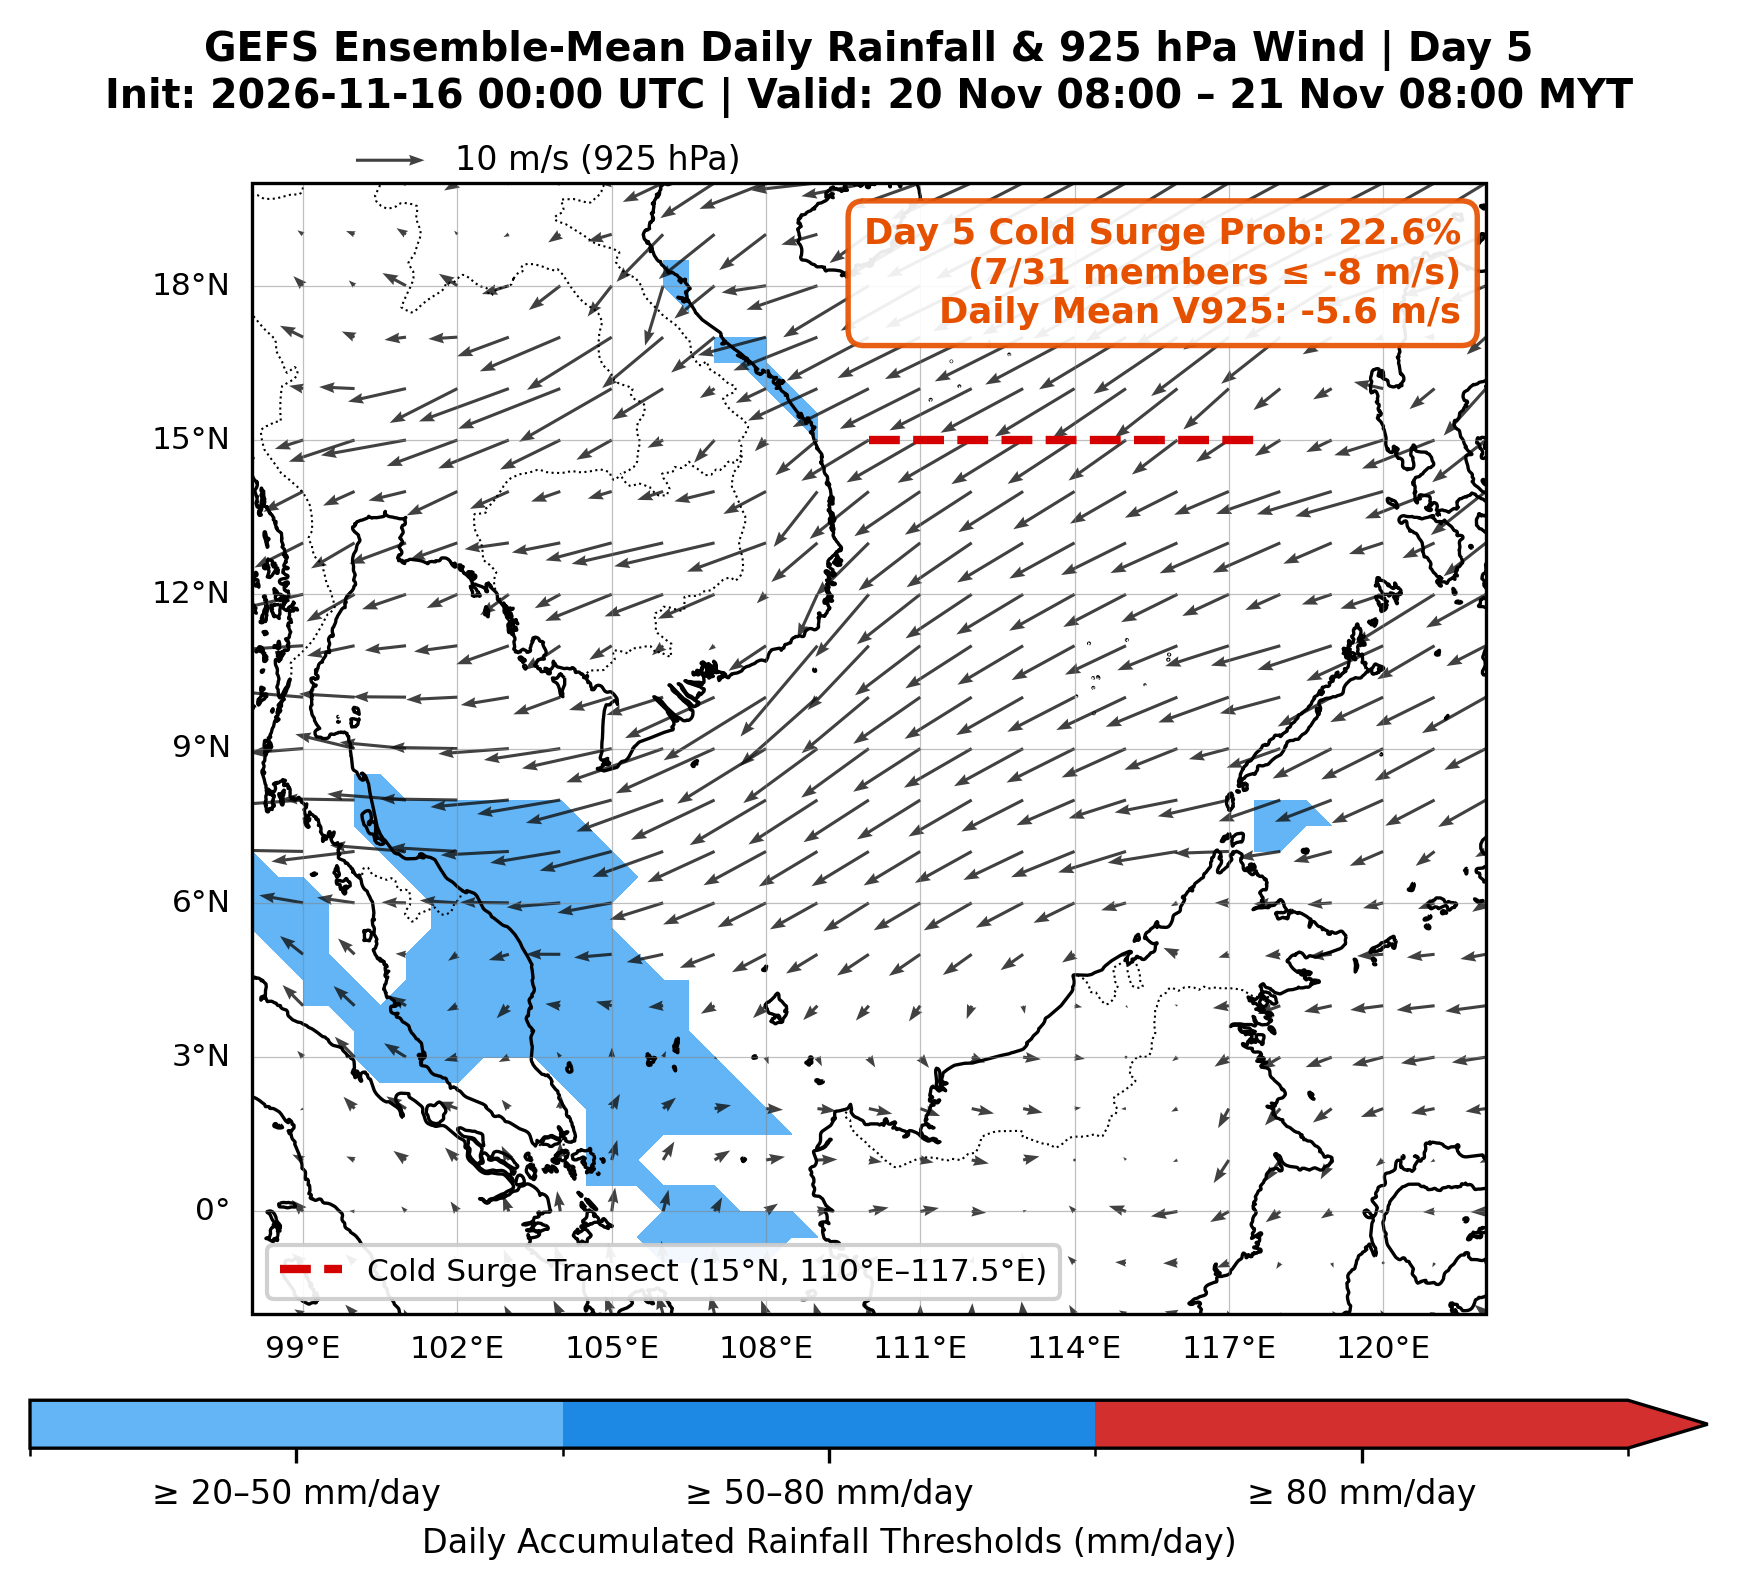 GEFS Ensemble-Mean Daily Rainfall & 925 hPa Wind | Day 5
Init: 2026-11-16 00:00 UTC | Valid: 20 Nov 08:00 – 21 Nov 08:00 MYT
10 m/s (925 hPa)
Day 5 Cold Surge Prob: 22.6%
(7/31 members ≤ -8 m/s)
Daily Mean V925: -5.6 m/s
18°N
15°N
12°N
9°N
6°N
3°N
0°
Cold Surge Transect (15°N, 110°E–117.5°E)
99°E 102°E 105°E 108°E 111°E 114°E 117°E 120°E
≥ 20–50 mm/day ≥ 50–80 mm/day ≥ 80 mm/day
Daily Accumulated Rainfall Thresholds (mm/day)